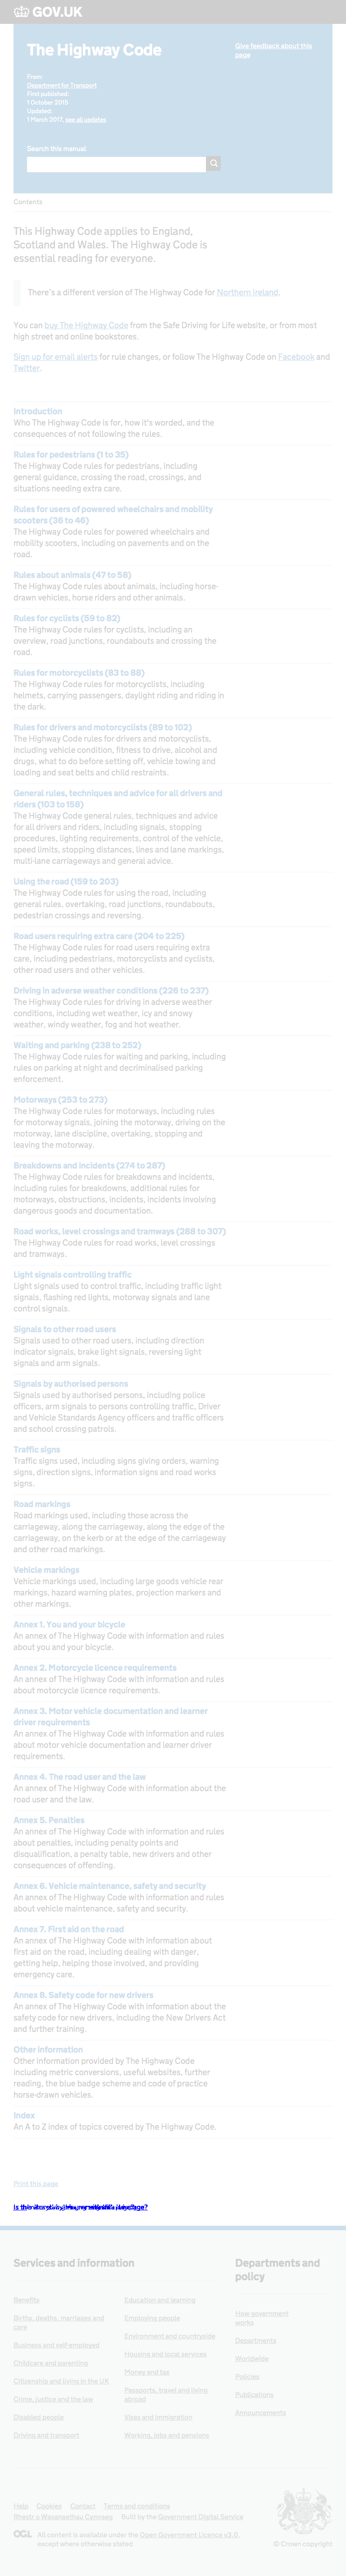 GOV.UK
The Highway Code
Give feedback about this
page
From:
Department for Transport
First published:
1 October 2015
Updated:
1 March 2017, see all updates
Search this manual
Contents
This Highway Code applies to England,
Scotland and Wales. The Highway Code is
essential reading for everyone.
There's a different version of The Highway Code for Northern Ireland.
You can buy The Highway Code from the Safe Driving for Life website, or from most
high street and online bookstores.
Sign up for email alerts for rule changes, or follow The Highway Code on Facebook and
Twitter.
Introduction
Who The Highway Code is for, how it's worded, and the
consequences of not following the rules.
Rules for pedestrians (1 to 35)
The Highway Code rules for pedestrians, including
general guidance, crossing the road, crossings, and
situations needing extra care.
Rules for users of powered wheelchairs and mobility
scooters (36 to 46)
The Highway Code rules for powered wheelchairs and
mobility scooters, including on pavements and on the
road.
Rules about animals (47 to 58)
The Highway Code rules about animals, including horse-
drawn vehicles, horse riders and other animals.
Rules for cyclists (59 to 82)
The Highway Code rules for cyclists, including an
overview, road junctions, roundabouts and crossing the
road.
Rules for motorcyclists (83 to 88)
The Highway Code rules for motorcyclists, including
helmets, carrying passengers, daylight riding and riding in
the dark.
Rules for drivers and motorcyclists (89 to 102)
The Highway Code rules for drivers and motorcyclists,
including vehicle condition, fitness to drive, alcohol and
drugs, what to do before setting off, vehicle towing and
loading and seat belts and child restraints.
General rules, techniques and advice for all drivers and
riders (103 to 158)
The Highway Code general rules, techniques and advice
for all drivers and riders, including signals, stopping
procedures, lighting requirements, control of the vehicle,
speed limits, stopping distances, lines and lane markings,
multi-lane carriageways and general advice.
Using the road (159 to 203)
The Highway Code rules for using the road, including
general rules, overtaking, road junctions, roundabouts,
pedestrian crossings and reversing.
Road users requiring extra care (204 to 225)
The Highway Code rules for road users requiring extra
care, including pedestrians, motorcyclists and cyclists,
other road users and other vehicles.
Driving in adverse weather conditions (226 to 237)
The Highway Code rules for driving in adverse weather
conditions, including wet weather, icy and snowy
weather, windy weather, fog and hot weather.
Waiting and parking (238 to 252)
The Highway Code rules for waiting and parking, including
rules on parking at night and decriminalised parking
enforcement.
Motorways (253 to 273)
The Highway Code rules for motorways, including rules
for motorway signals, joining the motorway, driving on the
motorway, lane discipline, overtaking, stopping and
leaving the motorway.
Breakdowns and incidents (274 to 287)
The Highway Code rules for breakdowns and incidents,
including rules for breakdowns, additional rules for
motorways, obstructions, incidents, incidents involving
dangerous goods and documentation.
Road works, level crossings and tramways (288 to 307)
The Highway Code rules for road works, level crossings
and tramways.
Light signals controlling traffic
Light signals used to control traffic, including traffic light
signals, flashing red lights, motorway signals and lane
control signals.
Signals to other road users
Signals used to other road users, including direction
indicator signals, brake light signals, reversing light
signals and arm signals.
Signals by authorised persons
Signals used by authorised persons, including police
officers, arm signals to persons controlling traffic, Driver
and Vehicle Standards Agency officers and traffic officers
and school crossing patrols.
Traffic signs
Traffic signs used, including signs giving orders, warning
signs, direction signs, information signs and road works
signs.
Road markings
Road markings used, including those across the
carriageway, along the carriageway, along the edge of the
carriageway, on the kerb or at the edge of the carriageway
and other road markings.
Vehicle markings
Vehicle markings used, including large goods vehicle rear
markings, hazard warning plates, projection markers and
other markings.
Annex 1. You and your bicycle
An annex of The Highway Code with information and rules
about you and your bicycle.
Annex 2. Motorcycle licence requirements
An annex of The Highway Code with information and rules
about motorcycle licence requirements.
Annex 3. Motor vehicle documentation and learner
driver requirements
An annex of The Highway Code with information and rules
about motor vehicle documentation and learner driver
requirements.
Annex 4. The road user and the law
An annex of The Highway Code with information about the
road user and the law.
Annex 5. Penalties
An annex of The Highway Code with information and rules
about penalties, including penalty points and
disqualification, a penalty table, new drivers and other
consequences of offending.
Annex 6. Vehicle maintenance, safety and security
An annex of The Highway Code with information and rules
about vehicle maintenance, safety and security.
Annex 7. First aid on the road
An annex of The Highway Code with information about
first aid on the road, including dealing with danger,
getting help, helping those involved, and providing
emergency care.
Annex 8. Safety code for new drivers
An annex of The Highway Code with information about the
safety code for new drivers, including the New Drivers Act
and further training.
Other information
Other information provided by The Highway Code
including metric conversions, useful websites, further
reading, the blue badge scheme and code of practice
horse-drawn vehicles.
Index
An A to Z index of topics covered by The Highway Code.
Print this page
Services and information
Departments and
policy
Benefits
Births, deaths, marriages and
care
Business and self-employed
Childcare and parenting
Citizenship and living in the UK
Crime, justice and the law
Disabled people
Driving and transport
Education and learning
Employing people
Environment and countryside
Housing and local services
Money and tax
Passports, travel and living
abroad
Visas and immigration
Working, jobs and pensions
How government
works
Departments
Worldwide
Policies
Publications
Announcements
Help Cookies Contact Terms and conditions
Rhestr o Wasanaethau Cymraeg Built by the Government Digital Service
OGL All content is available under the Open Government Licence v3.0,
except where otherwise stated
© Crown copyright